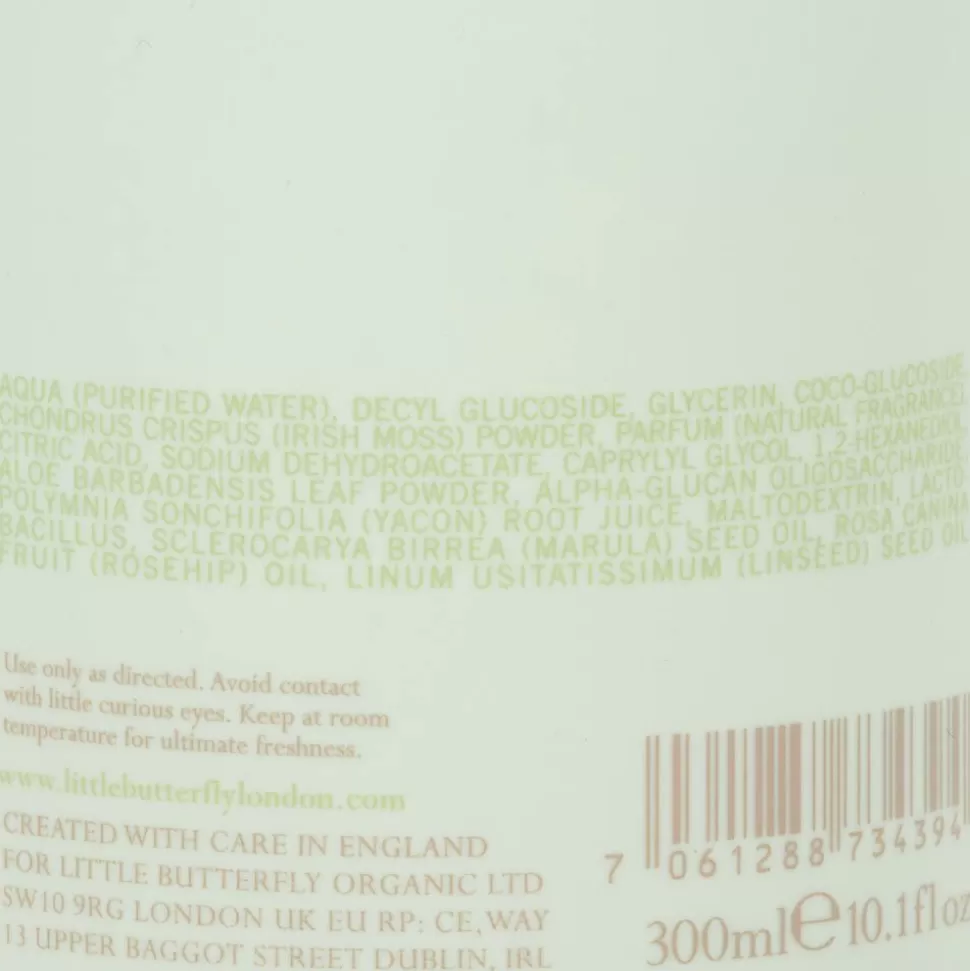 AQUA (PURIFIED WATER), DECYL GLUCOSIDE, GLYCERIN, COCO-GLUCOSIDE,
CHONDRUS CRISPUS (IRISH MOSS) POWDER, PARFUM (NATURAL FRAGRANCE)
CITRIC ACID, SODIUM DEHYDROACETATE, CAPRYLYL GLYCOL, 1,2-HEXANEDIOL,
ALOE BARBADENSIS LEAF POWDER, ALPHA-GLUCAN OLIGOSACCHARIDE,
POLYMNIA SONCHIFOLIA (YACON) ROOT JUICE, MALTODEXTRIN, LACTO
BACILLUS, SCLEROCARYA BIRREA (MARULA) SEED OIL, ROSA CANINA
FRUIT (ROSEHIP) OIL, LINUM USITATISSIMUM (LINSEED) SEED OIL
Use only as directed. Avoid contact
with little curious eyes. Keep at room
temperature for ultimate freshness.
www.littlebutterflylondon.com
CREATED WITH CARE IN ENGLAND
FOR LITTLE BUTTERFLY ORGANIC LTD
SW10 9RG LONDON UK EU RP: CE.WAY
13 UPPER BAGGOT STREET DUBLIN, IRL
7 061288 734394
300ml e 10.1fl oz